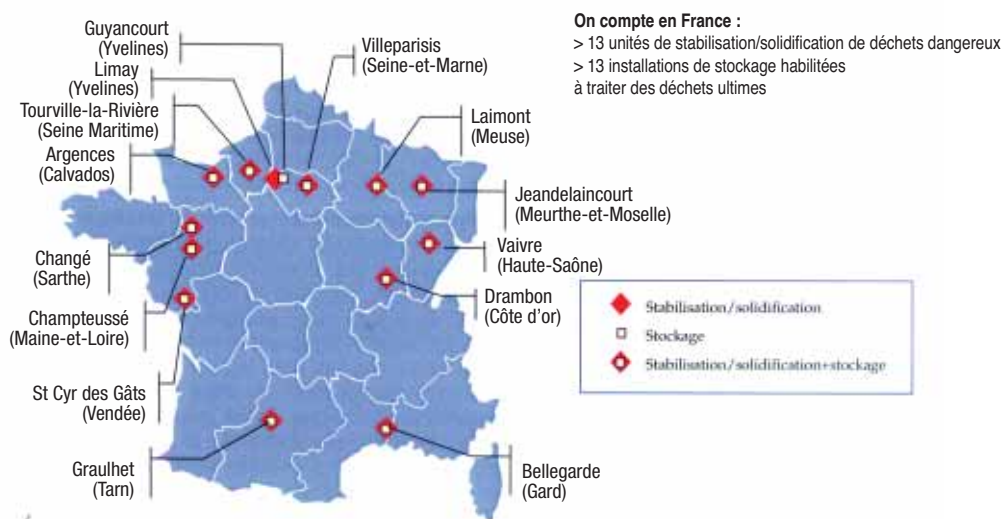 On compte en France :
> 13 unités de stabilisation/solidification de déchets dangereux
> 13 installations de stockage habilitées
à traiter des déchets ultimes
Guyancourt
(Yvelines)
Villeparisis
(Seine-et-Marne)
Limay
(Yvelines)
Tourville-la-Rivière
(Seine Maritime)
Laimont
(Meuse)
Argences
(Calvados)
Jeandelaincourt
(Meurthe-et-Moselle)
Changé
(Sarthe)
Vaivre
(Haute-Saône)
Drambon
(Côte d'or)
Champteussé
(Maine-et-Loire)
St Cyr des Gâts
(Vendée)
Graulhet
(Tarn)
Bellegarde
(Gard)
Stabilisation/solidification
Stockage
Stabilisation/solidification+stockage